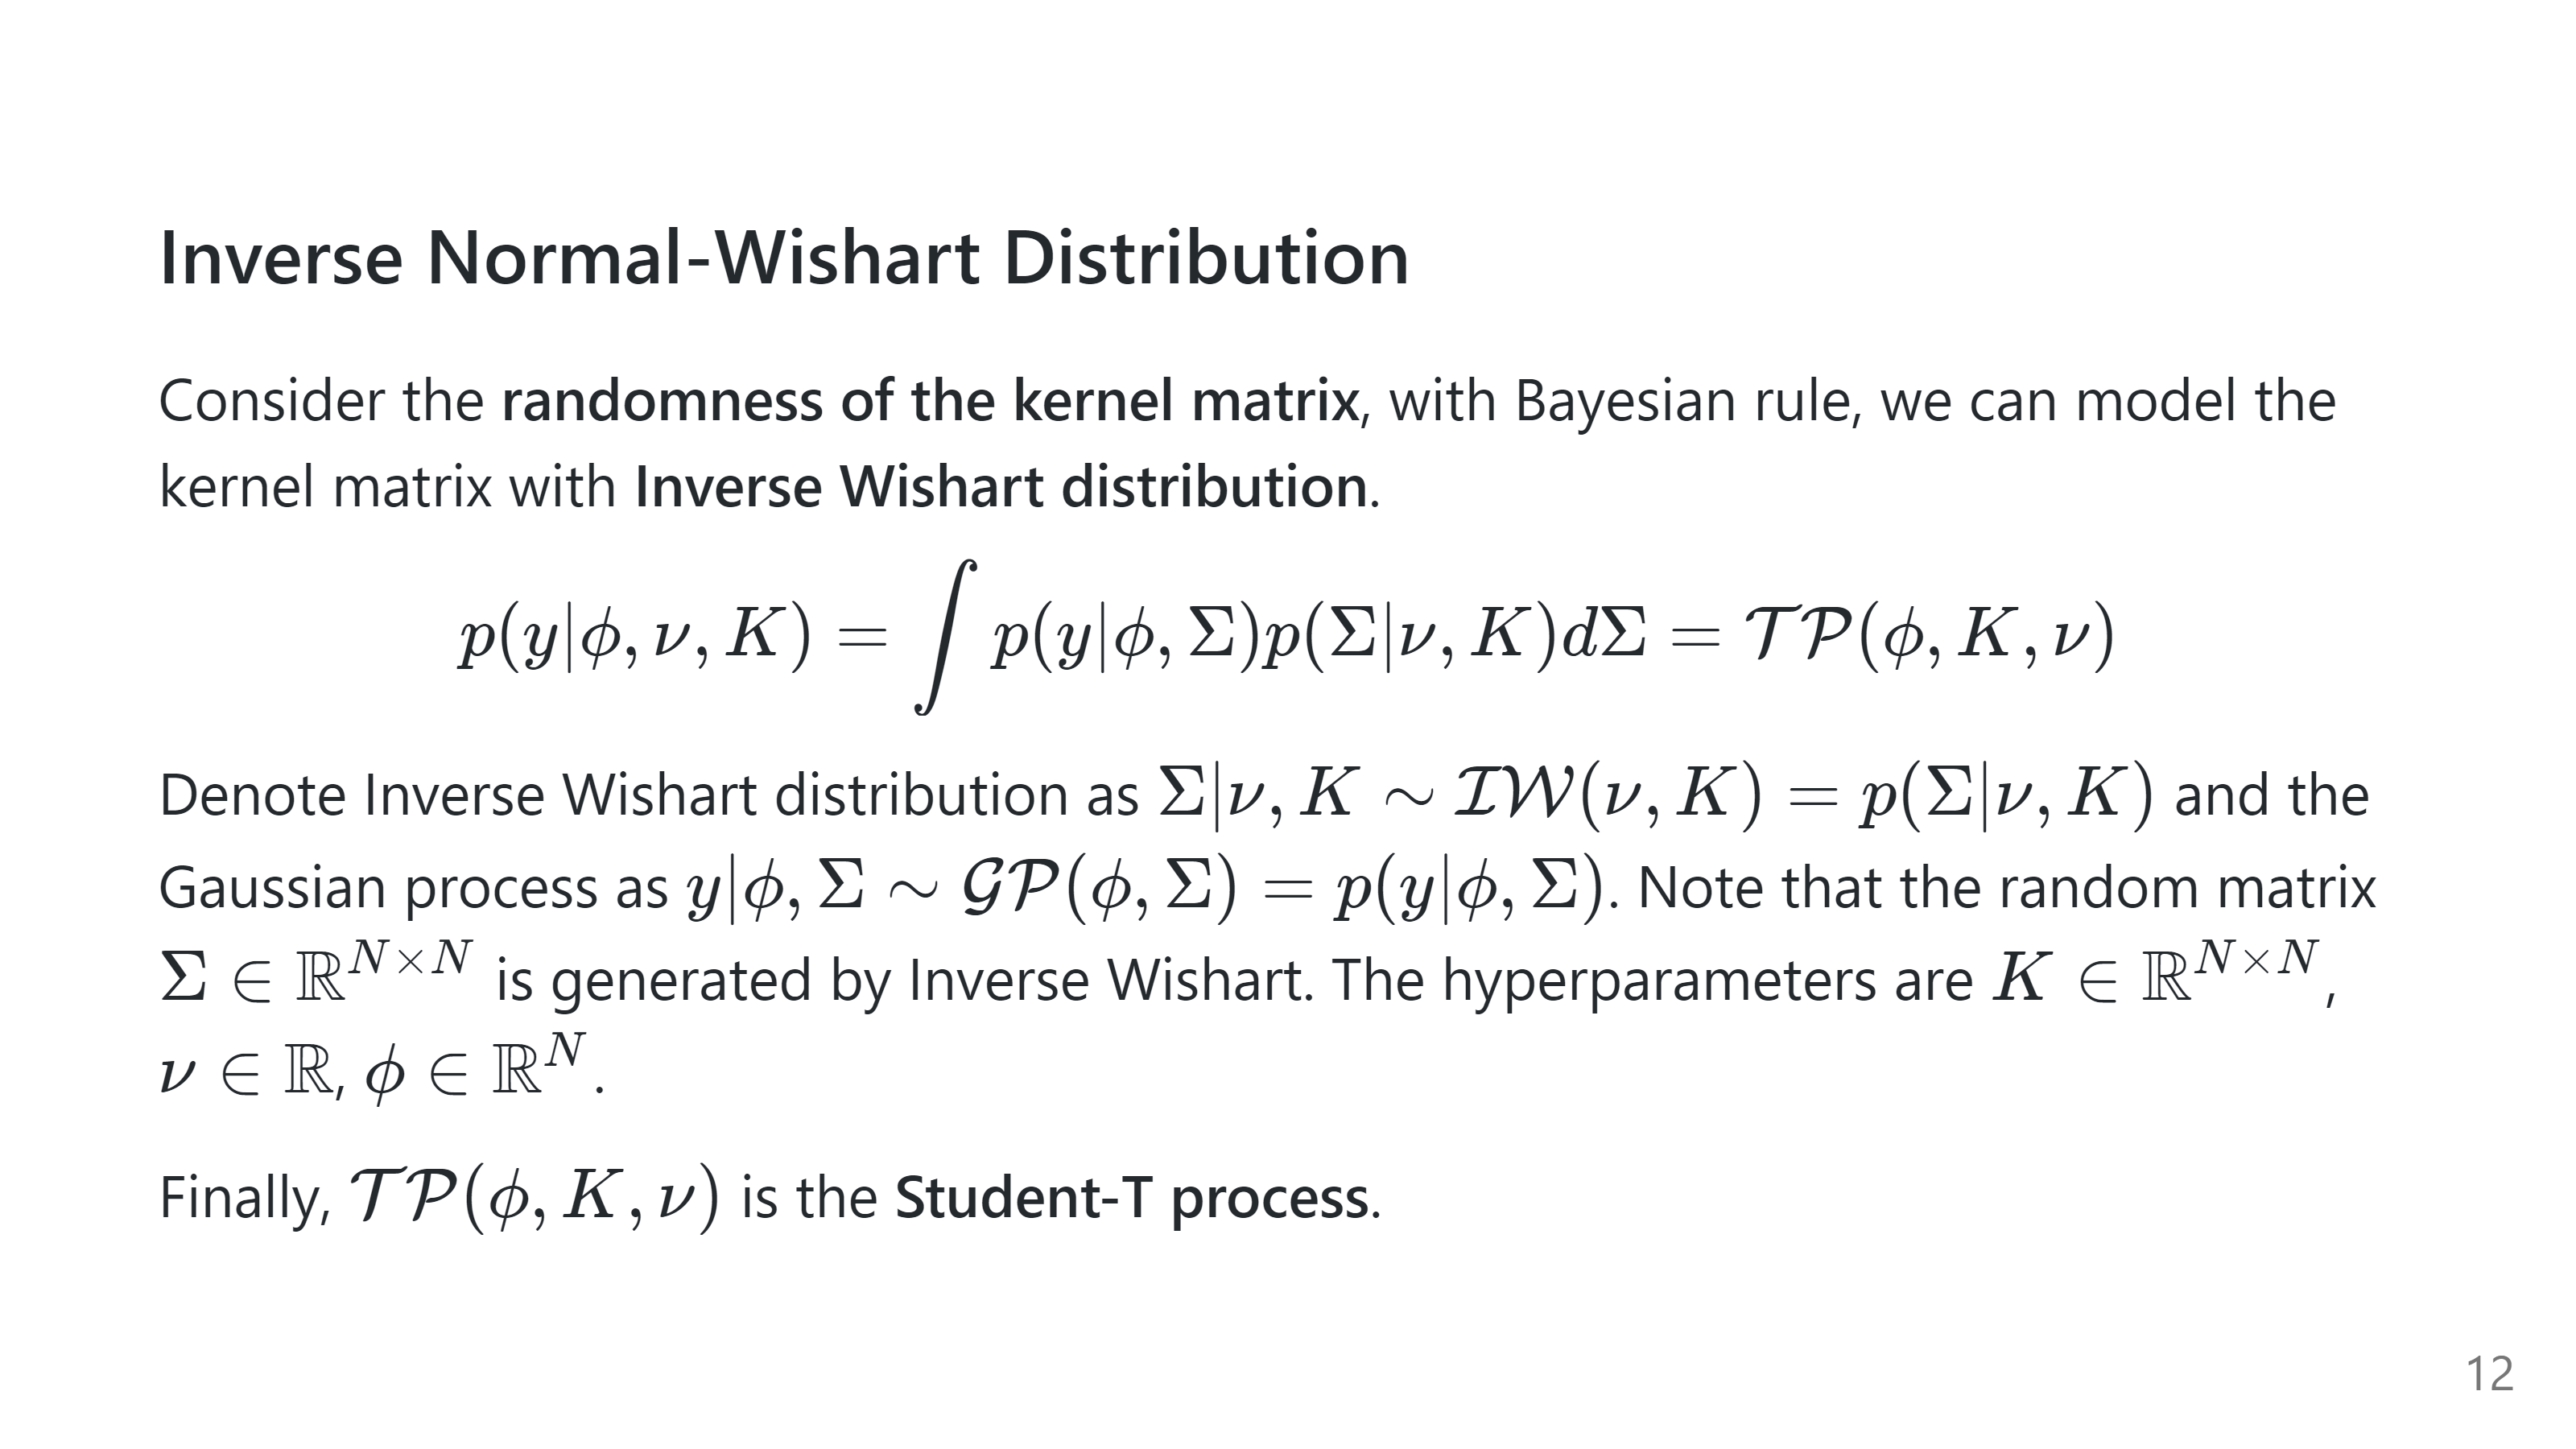 Inverse Normal-Wishart Distribution
Consider the randomness of the kernel matrix, with Bayesian rule, we can model the
kernel matrix with Inverse Wishart distribution.
p(y|ϕ, ν, K) = ∫ p(y|ϕ, Σ)p(Σ|ν, K)dΣ = 𝒯𝒫(ϕ, K, ν)
Denote Inverse Wishart distribution as Σ|ν, K ∼ ℐ𝒲(ν, K) = p(Σ|ν, K) and the
Gaussian process as y|ϕ, Σ ∼ 𝒢𝒫(ϕ, Σ) = p(y|ϕ, Σ). Note that the random matrix
Σ ∈ ℝ^{N×N} is generated by Inverse Wishart. The hyperparameters are K ∈ ℝ^{N×N},
ν ∈ ℝ, ϕ ∈ ℝ^N.
Finally, 𝒯𝒫(ϕ, K, ν) is the Student-T process.
12